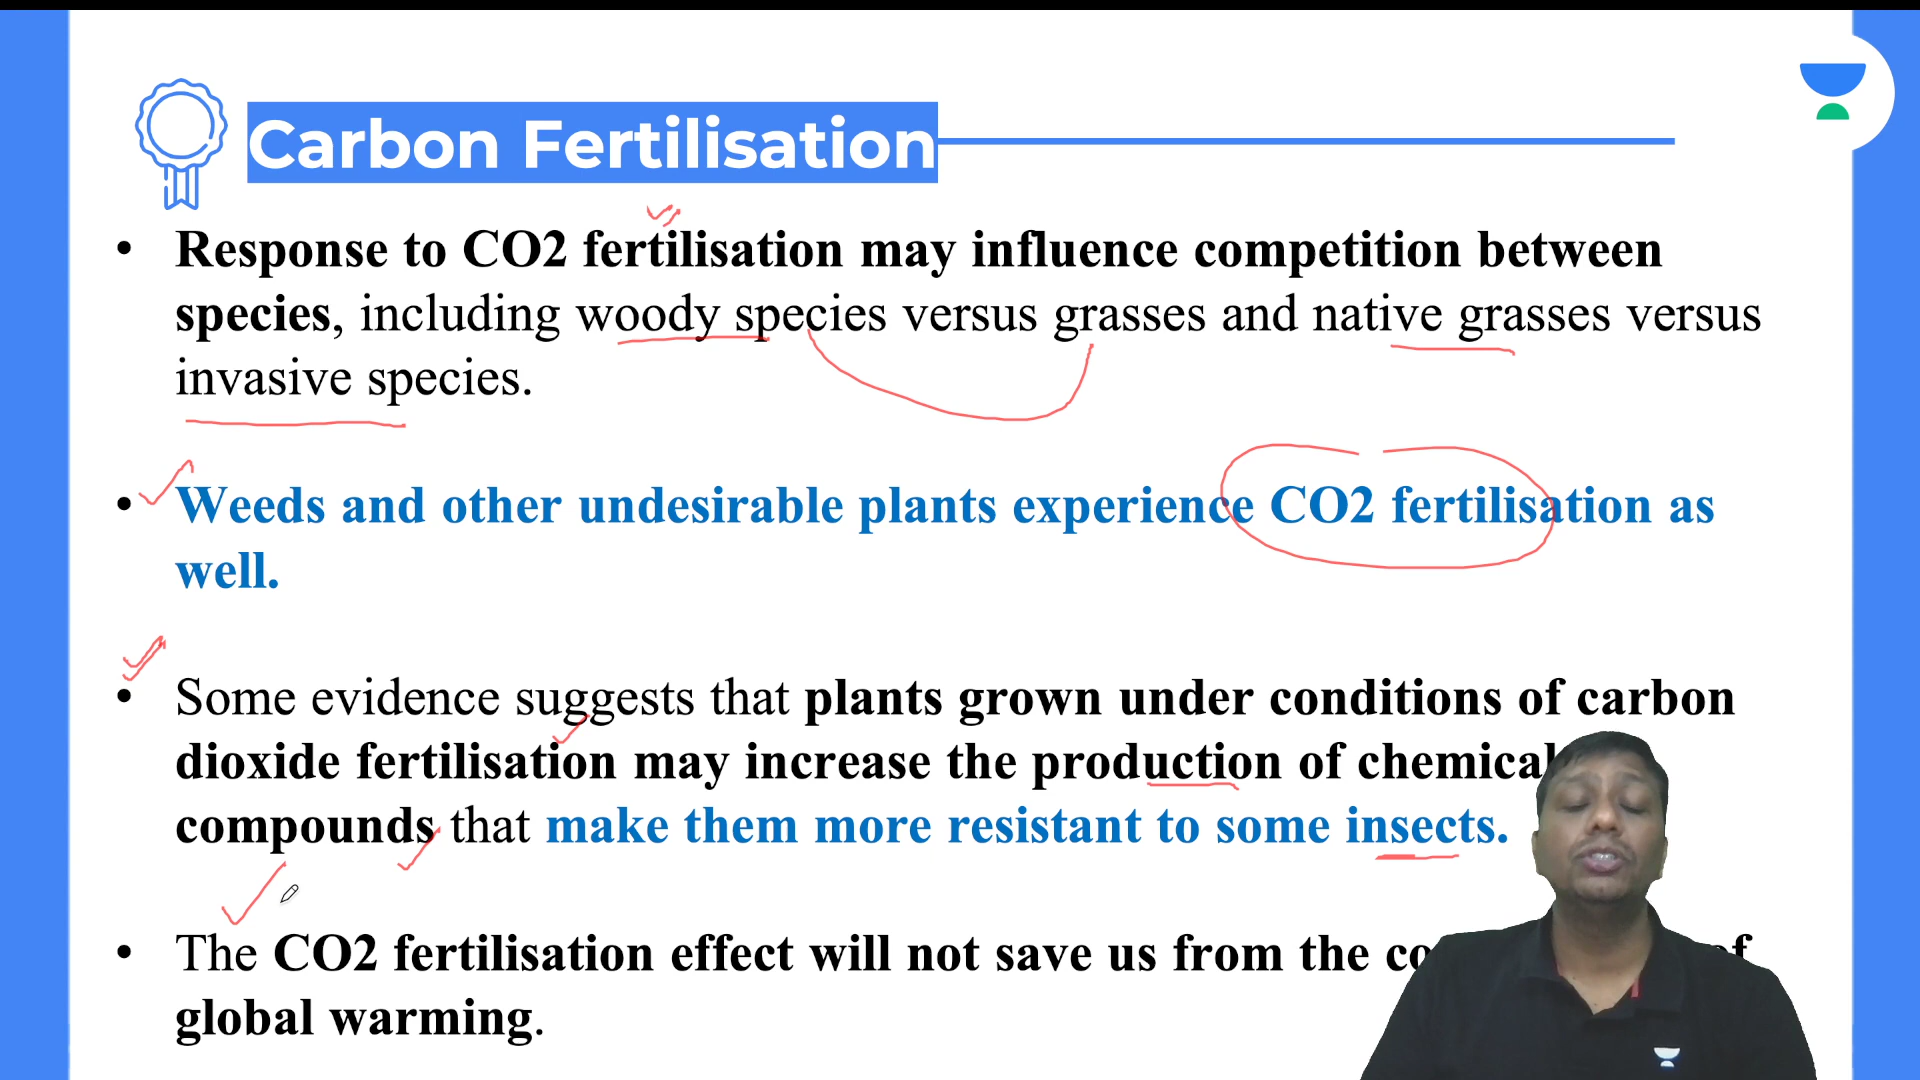 Carbon Fertilisation
• Response to CO2 fertilisation may influence competition between
species, including woody species versus grasses and native grasses versus
invasive species.
• Weeds and other undesirable plants experience CO2 fertilisation as
well.
• Some evidence suggests that plants grown under conditions of carbon
dioxide fertilisation may increase the production of chemical
compounds that make them more resistant to some insects.
• The CO2 fertilisation effect will not save us from the of
global warming.